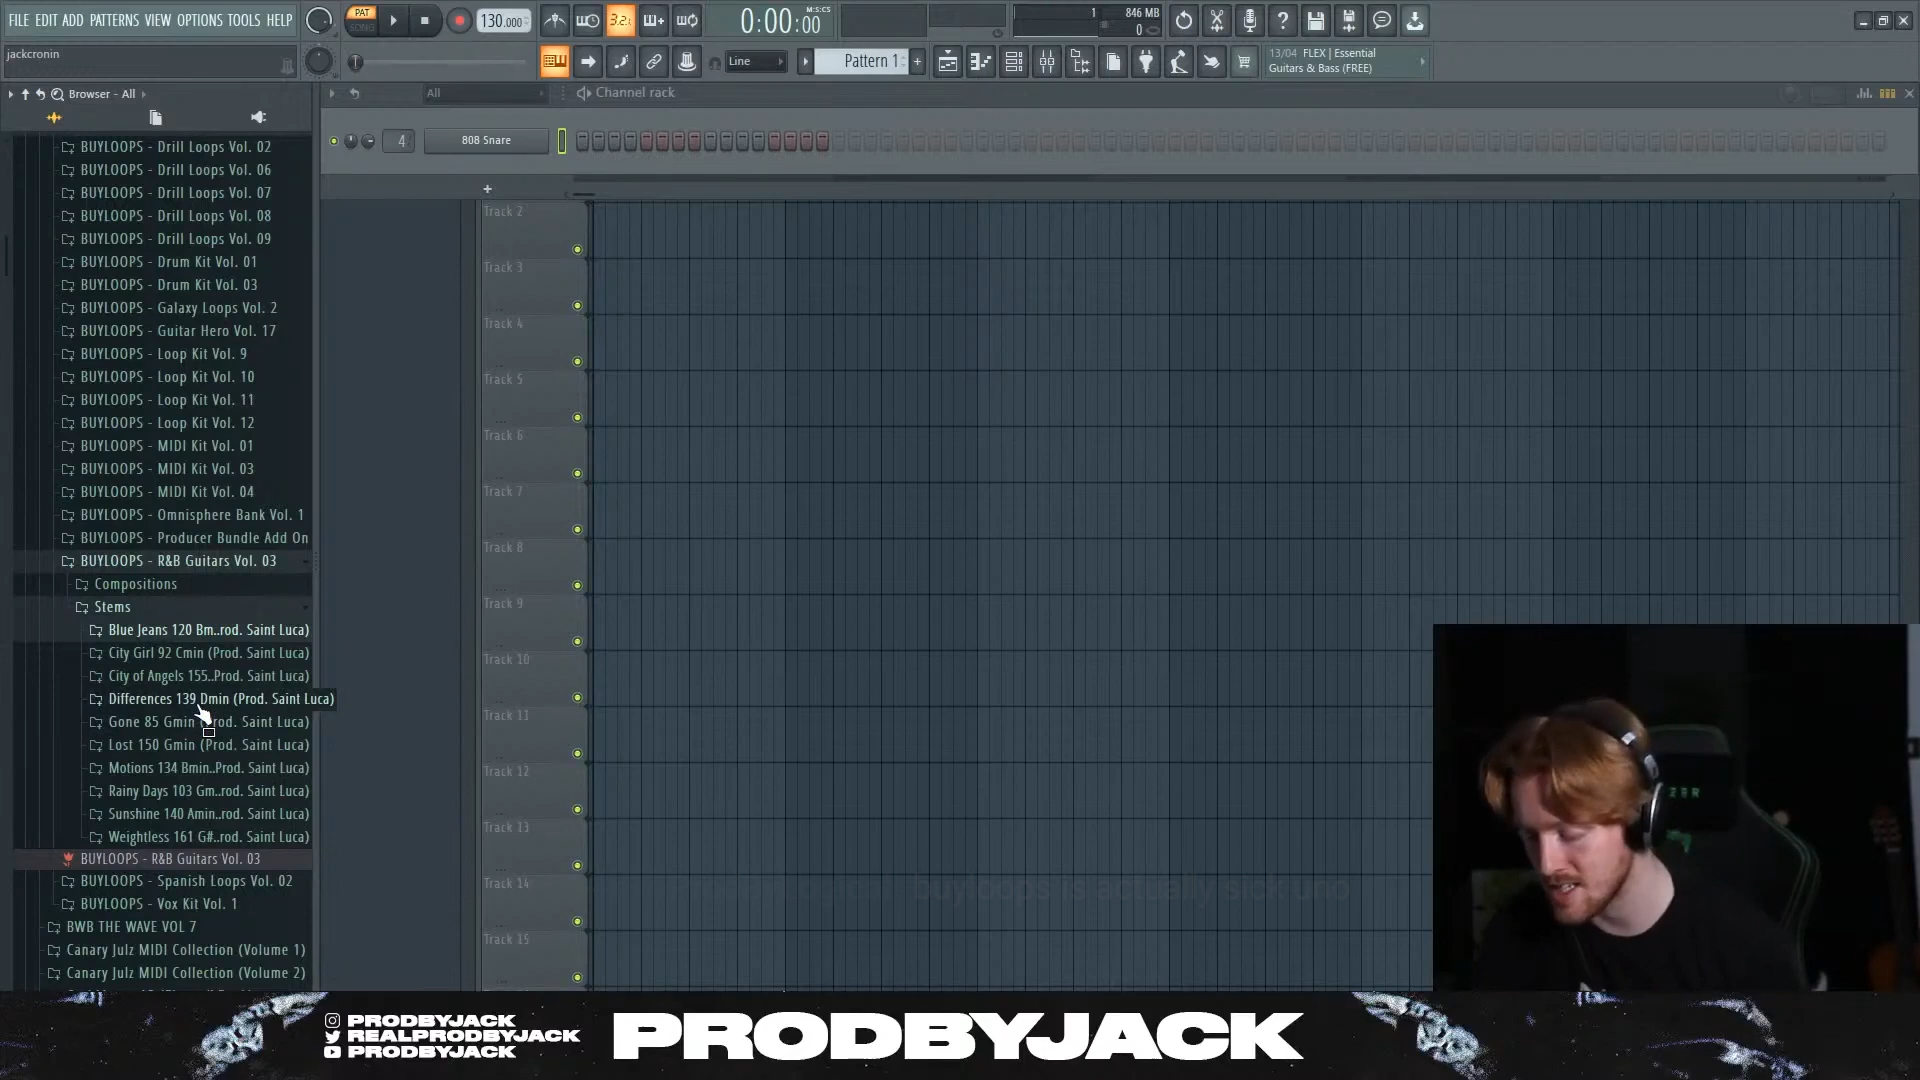 FILE EDIT ADD PATTERNS VIEW OPTIONS TOOLS HELP
PAT
SONG
130.000
3.2.
M:S:CS
0:00:00
1
846 MB
0
jackcronin
Line
Pattern 1
13/04 FLEX | Essential
Guitars & Bass (FREE)
Browser - All
All
Channel rack
4
808 Snare
BUYLOOPS - Drill Loops Vol. 02
BUYLOOPS - Drill Loops Vol. 06
BUYLOOPS - Drill Loops Vol. 07
BUYLOOPS - Drill Loops Vol. 08
BUYLOOPS - Drill Loops Vol. 09
BUYLOOPS - Drum Kit Vol. 01
BUYLOOPS - Drum Kit Vol. 03
BUYLOOPS - Galaxy Loops Vol. 2
BUYLOOPS - Guitar Hero Vol. 17
BUYLOOPS - Loop Kit Vol. 9
BUYLOOPS - Loop Kit Vol. 10
BUYLOOPS - Loop Kit Vol. 11
BUYLOOPS - Loop Kit Vol. 12
BUYLOOPS - MIDI Kit Vol. 01
BUYLOOPS - MIDI Kit Vol. 03
BUYLOOPS - MIDI Kit Vol. 04
BUYLOOPS - Omnisphere Bank Vol. 1
BUYLOOPS - Producer Bundle Add On
BUYLOOPS - R&B Guitars Vol. 03
Compositions
Stems
Blue Jeans 120 Bm..rod. Saint Luca)
City Girl 92 Cmin (Prod. Saint Luca)
City of Angels 155..Prod. Saint Luca)
Differences 139 Dmin (Prod. Saint Luca)
Gone 85 Gmin (Prod. Saint Luca)
Lost 150 Gmin (Prod. Saint Luca)
Motions 134 Bmin..Prod. Saint Luca)
Rainy Days 103 Gm..rod. Saint Luca)
Sunshine 140 Amin..rod. Saint Luca)
Weightless 161 G#..rod. Saint Luca)
BUYLOOPS - R&B Guitars Vol. 03
BUYLOOPS - Spanish Loops Vol. 02
BUYLOOPS - Vox Kit Vol. 1
BWB THE WAVE VOL 7
Canary Julz MIDI Collection (Volume 1)
Canary Julz MIDI Collection (Volume 2)
Track 2
Track 3
Track 4
Track 5
Track 6
Track 7
Track 8
Track 9
Track 10
Track 11
Track 12
Track 13
Track 14
Track 15
buyloops is actually sick
PRODBYJACK
REALPRODBYJACK
PRODBYJACK
PRODBYJACK